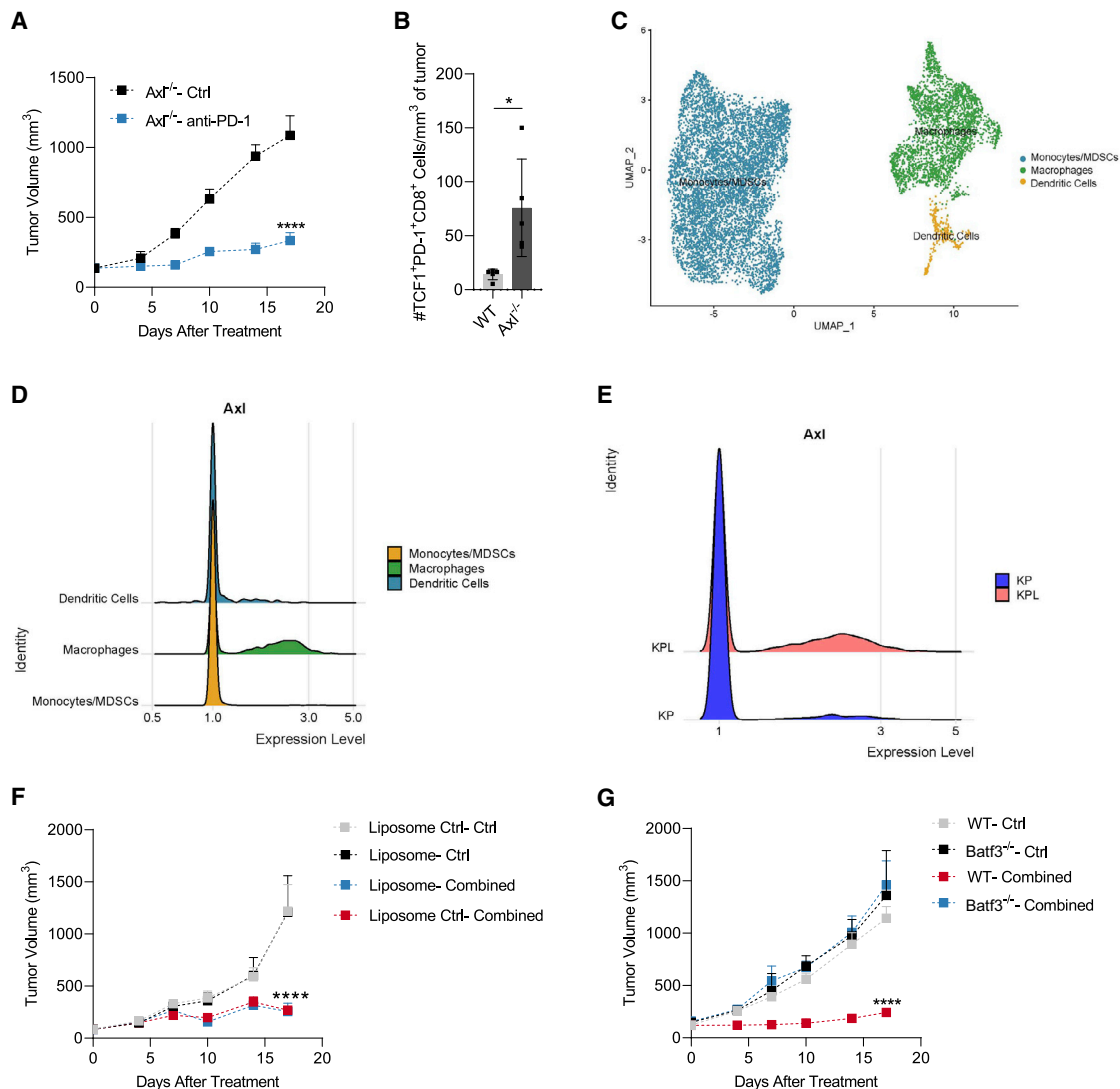 A
Tumor Volume (mm³)
1500
1000
500
0
Axl⁻/⁻- Ctrl
Axl⁻/⁻- anti-PD-1
****
0 5 10 15 20
Days After Treatment
B
#TCF1⁺PD-1⁺CD8⁺ Cells/mm³ of tumor
200
150
100
50
0
*
WT
Axl⁻/⁻
C
UMAP_2
6
3
0
-3
Monocytes/MDSCs
Macrophages
Dendritic Cells
Monocytes/MDSCs
Macrophages
Dendritic Cells
-5 0 5 10
UMAP_1
D
Axl
Identity
Dendritic Cells
Macrophages
Monocytes/MDSCs
0.5 1.0 3.0 5.0
Expression Level
Monocytes/MDSCs
Macrophages
Dendritic Cells
E
Axl
Identity
KPL
KP
1 3 5
Expression Level
KP
KPL
F
Tumor Volume (mm³)
2000
1500
1000
500
0
Liposome Ctrl- Ctrl
Liposome- Ctrl
Liposome- Combined
Liposome Ctrl- Combined
****
0 5 10 15 20
Days After Treatment
G
Tumor Volume (mm³)
2000
1500
1000
500
0
WT- Ctrl
Batf3⁻/⁻- Ctrl
WT- Combined
Batf3⁻/⁻- Combined
****
0 5 10 15 20
Days After Treatment